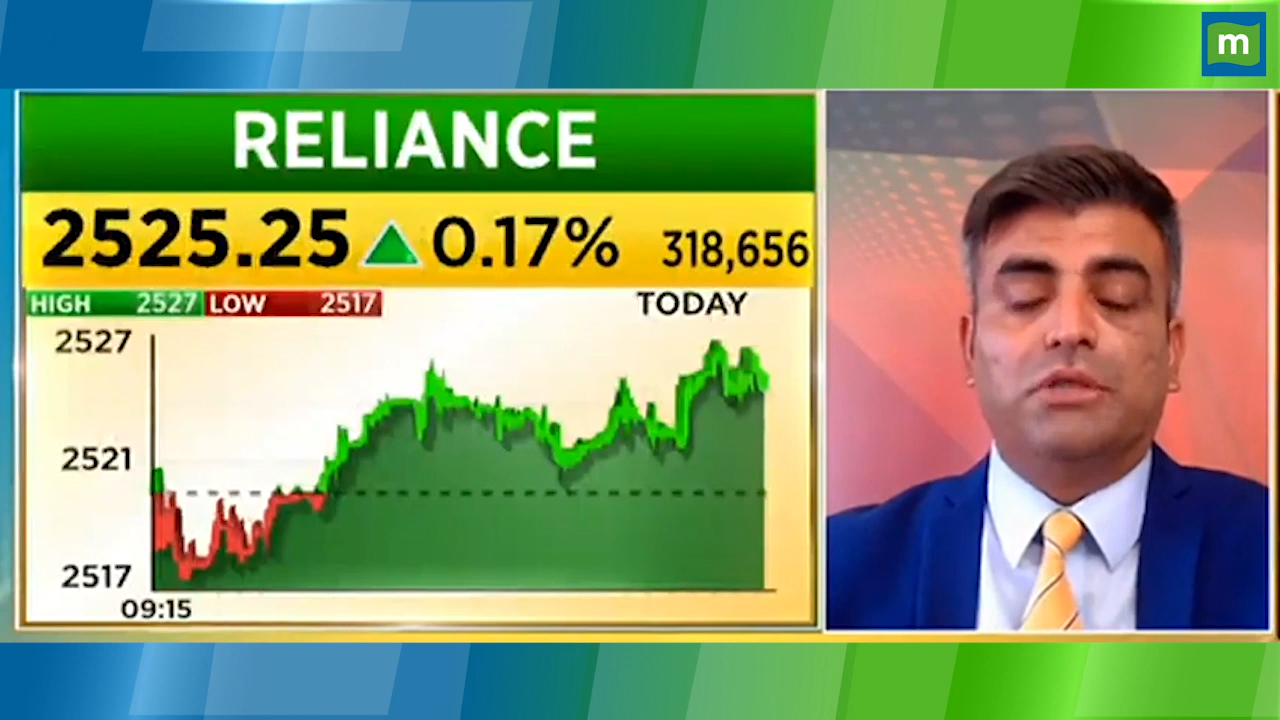 m
RELIANCE
2525.25 ▲ 0.17% 318,656
HIGH 2527 LOW 2517 TODAY
2527
2521
2517
09:15